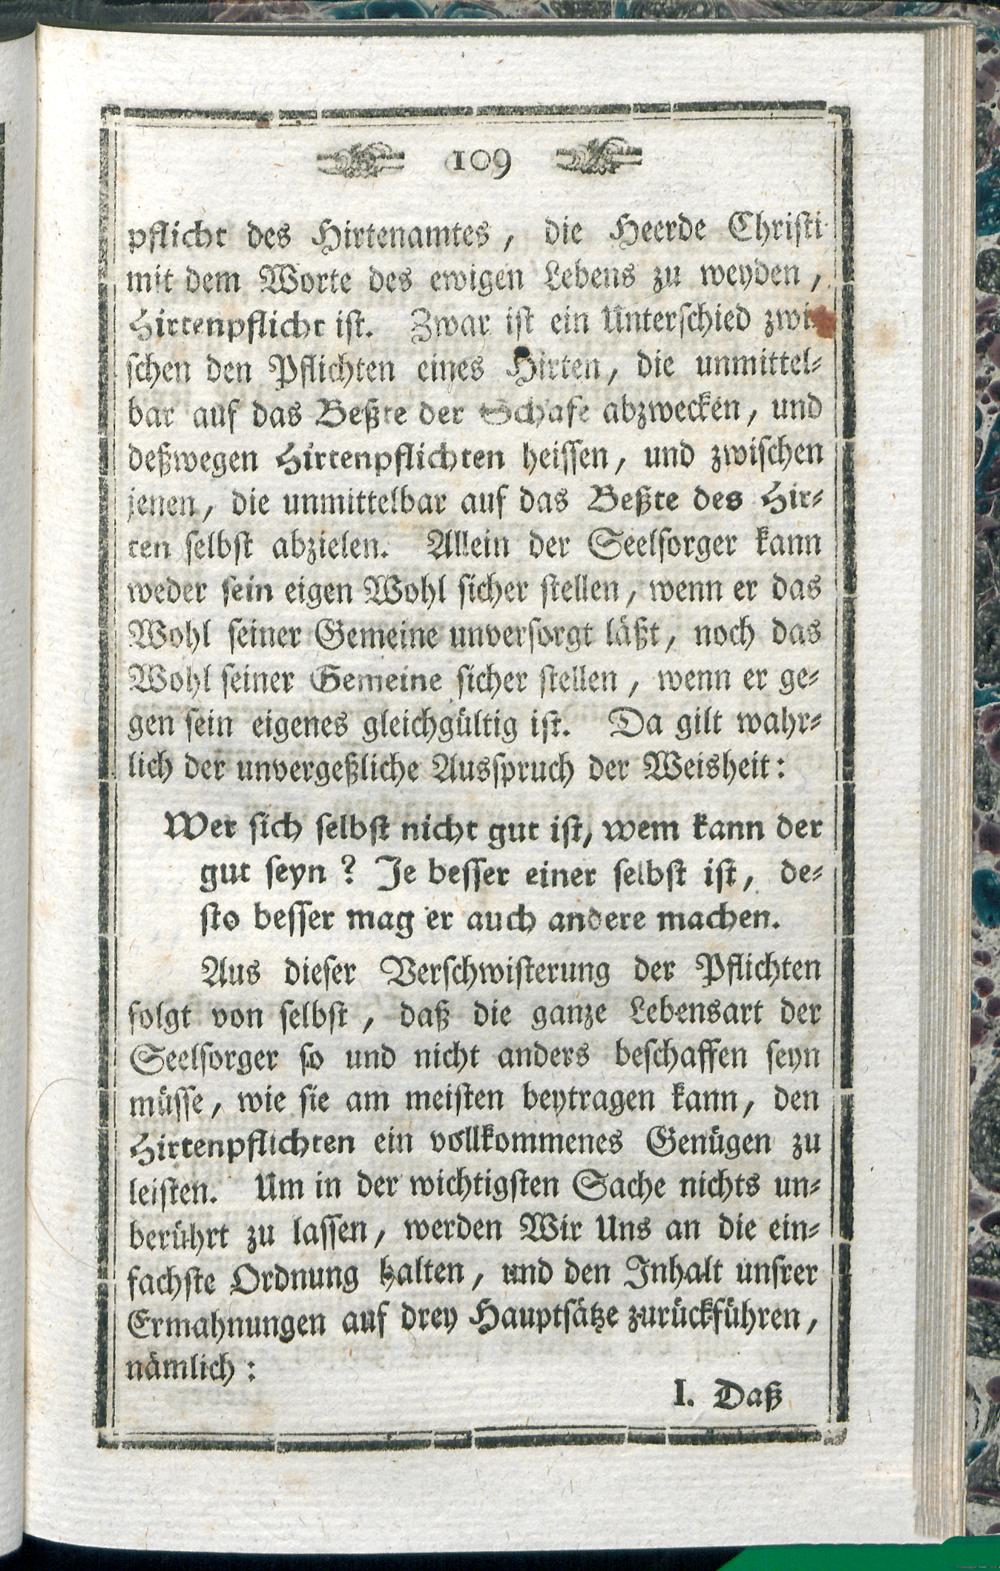 109
pflicht des Hirtenamtes, die Heerde Christi
mit dem Worte des ewigen Lebens zu weyden,
Hirtenpflicht ist. Zwar ist ein Unterschied zwi-
schen den Pflichten eines Hirten, die unmittel-
bar auf das Beßte der Schafe abzwecken, und
deßwegen Hirtenpflichten heissen, und zwischen
jenen, die unmittelbar auf das Beßte des Hir-
ten selbst abzielen. Allein der Seelsorger kann
weder sein eigen Wohl sicher stellen, wenn er das
Wohl seiner Gemeine unversorgt läßt, noch das
Wohl seiner Gemeine sicher stellen, wenn er ge-
gen sein eigenes gleichgültig ist. Da gilt wahr-
lich der unvergeßliche Ausspruch der Weisheit:
Wer sich selbst nicht gut ist, wem kann der
gut seyn? Je besser einer selbst ist, de-
sto besser mag er auch andere machen.
Aus dieser Verschwisterung der Pflichten
folgt von selbst, daß die ganze Lebensart der
Seelsorger so und nicht anders beschaffen seyn
müsse, wie sie am meisten beytragen kann, den
Hirtenpflichten ein vollkommenes Genügen zu
leisten. Um in der wichtigsten Sache nichts un-
berührt zu lassen, werden Wir Uns an die ein-
fachste Ordnung halten, und den Inhalt unsrer
Ermahnungen auf drey Hauptsätze zurückführen,
nämlich:
I. Daß